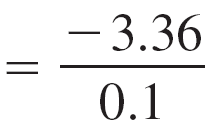 = −3.36 / 0.1